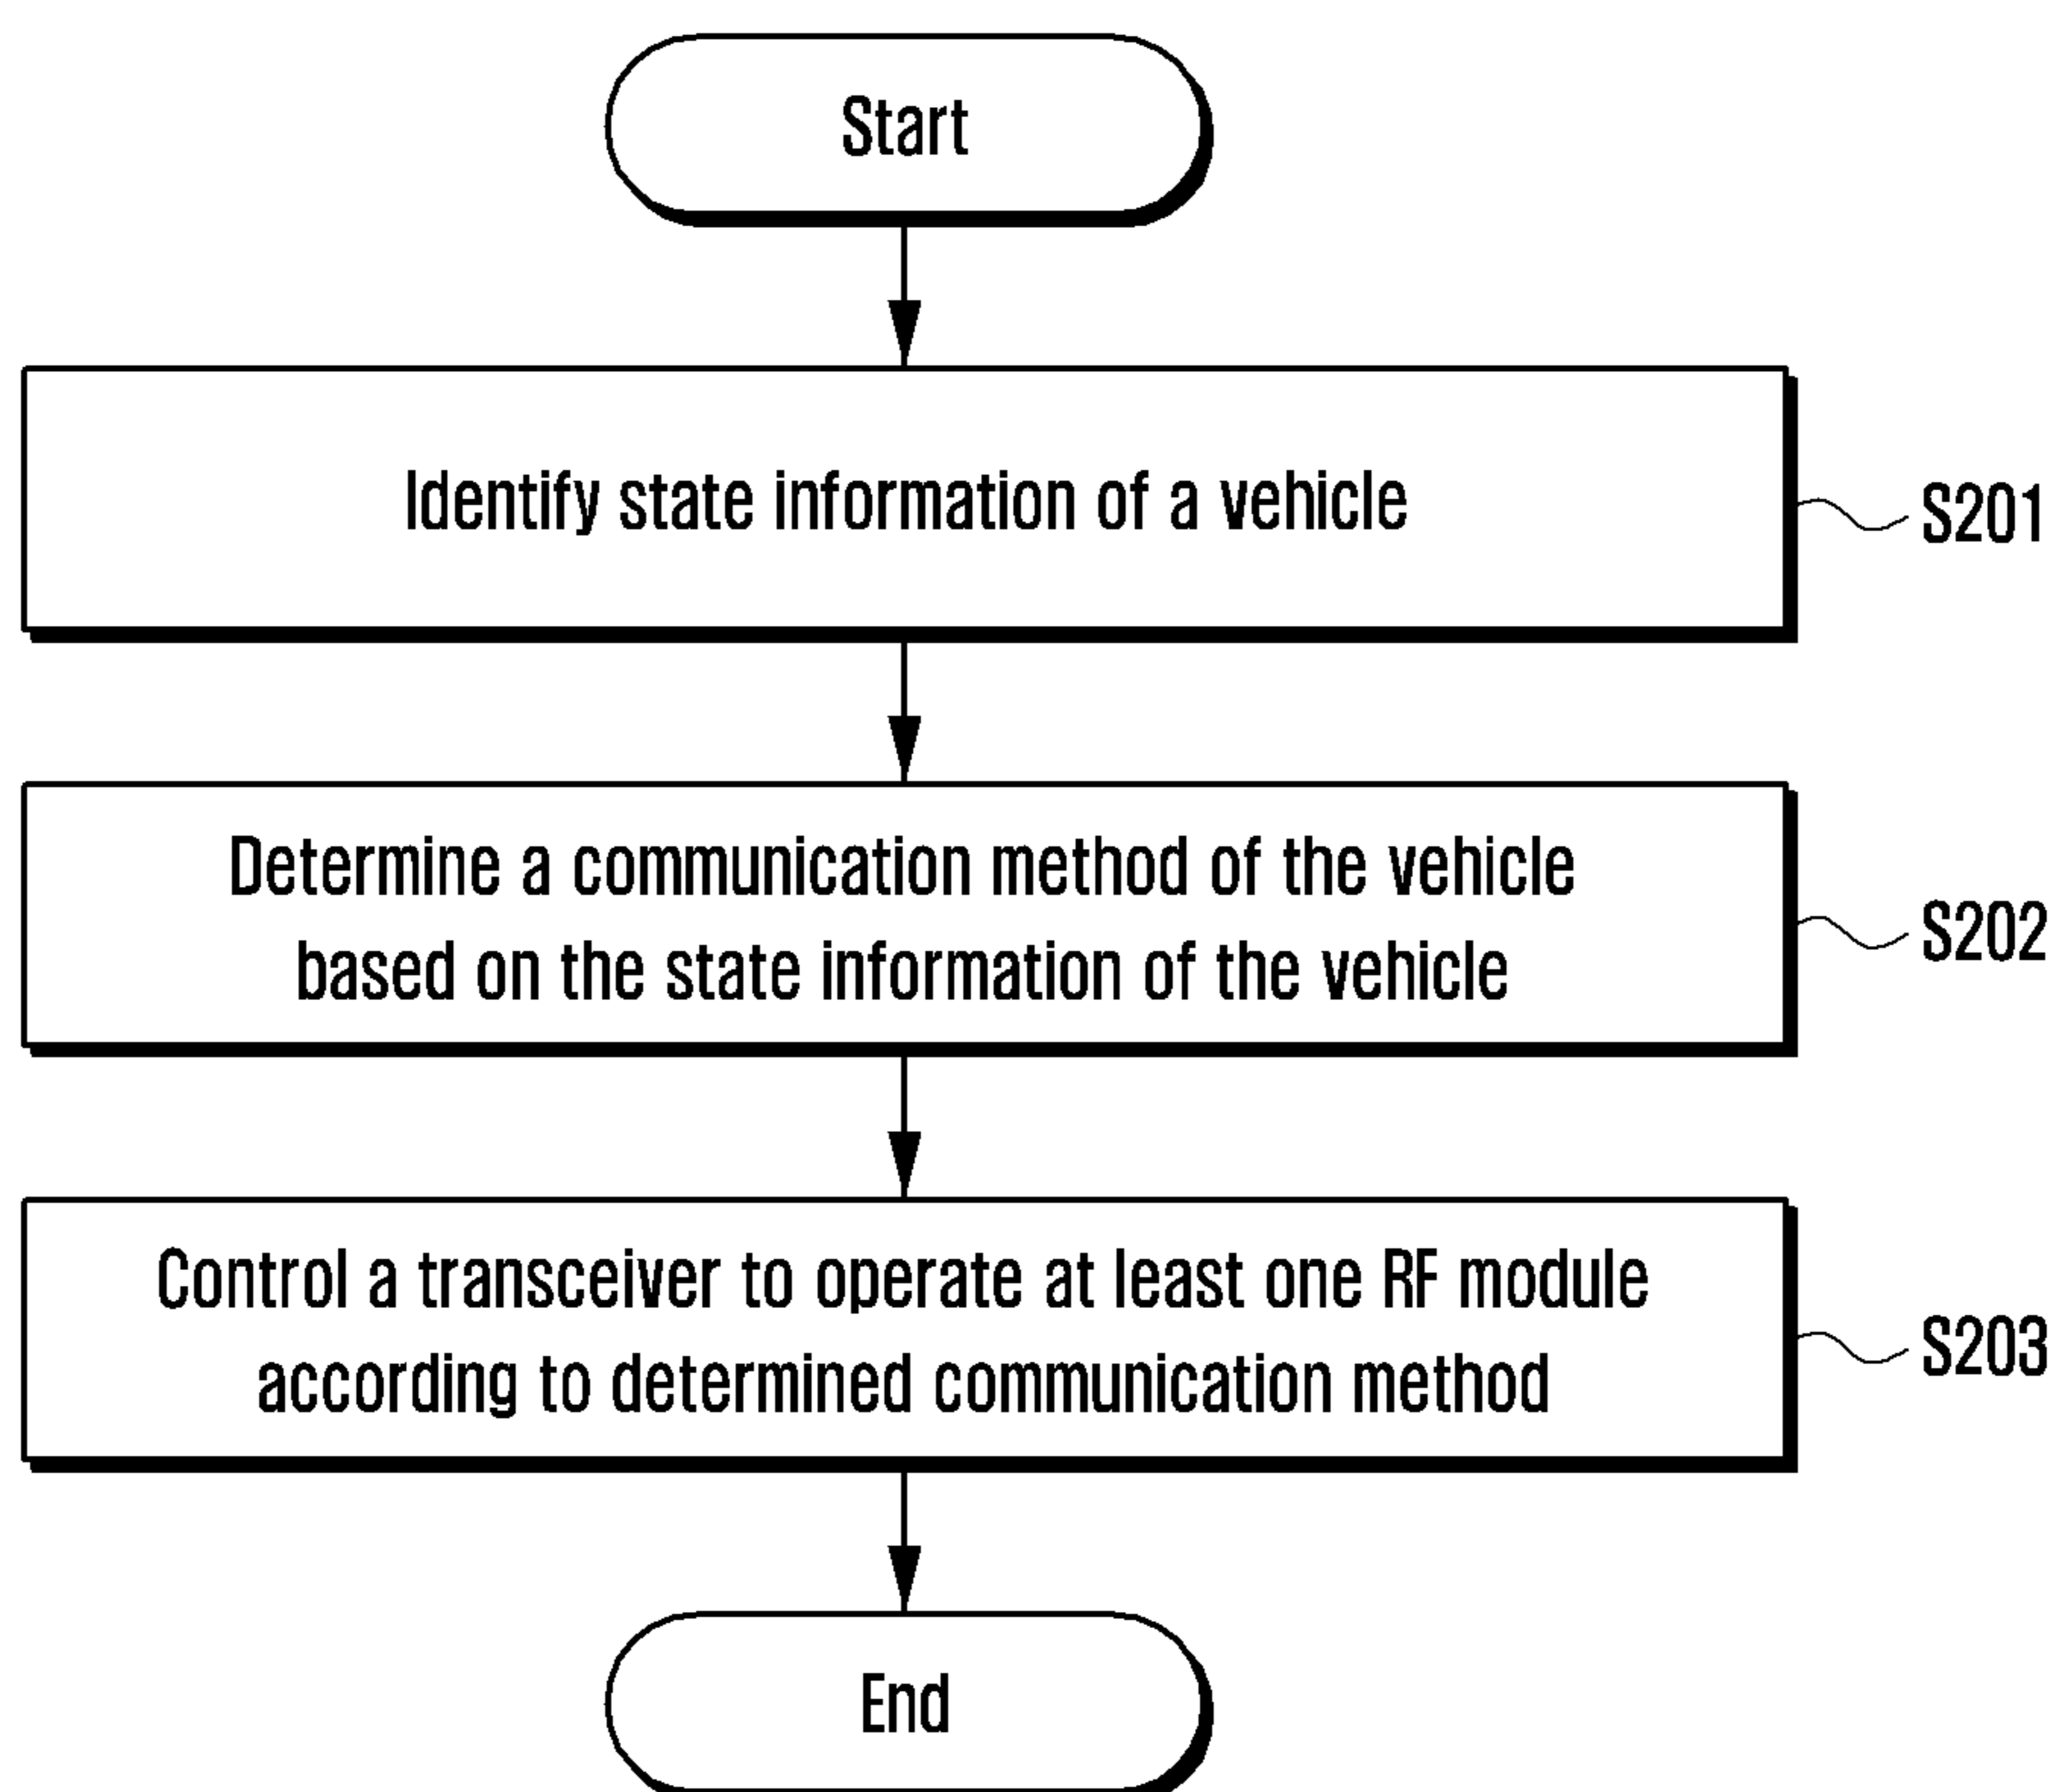 Start
Identify state information of a vehicle
S201
Determine a communication method of the vehicle
based on the state information of the vehicle
S202
Control a transceiver to operate at least one RF module
according to determined communication method
S203
End